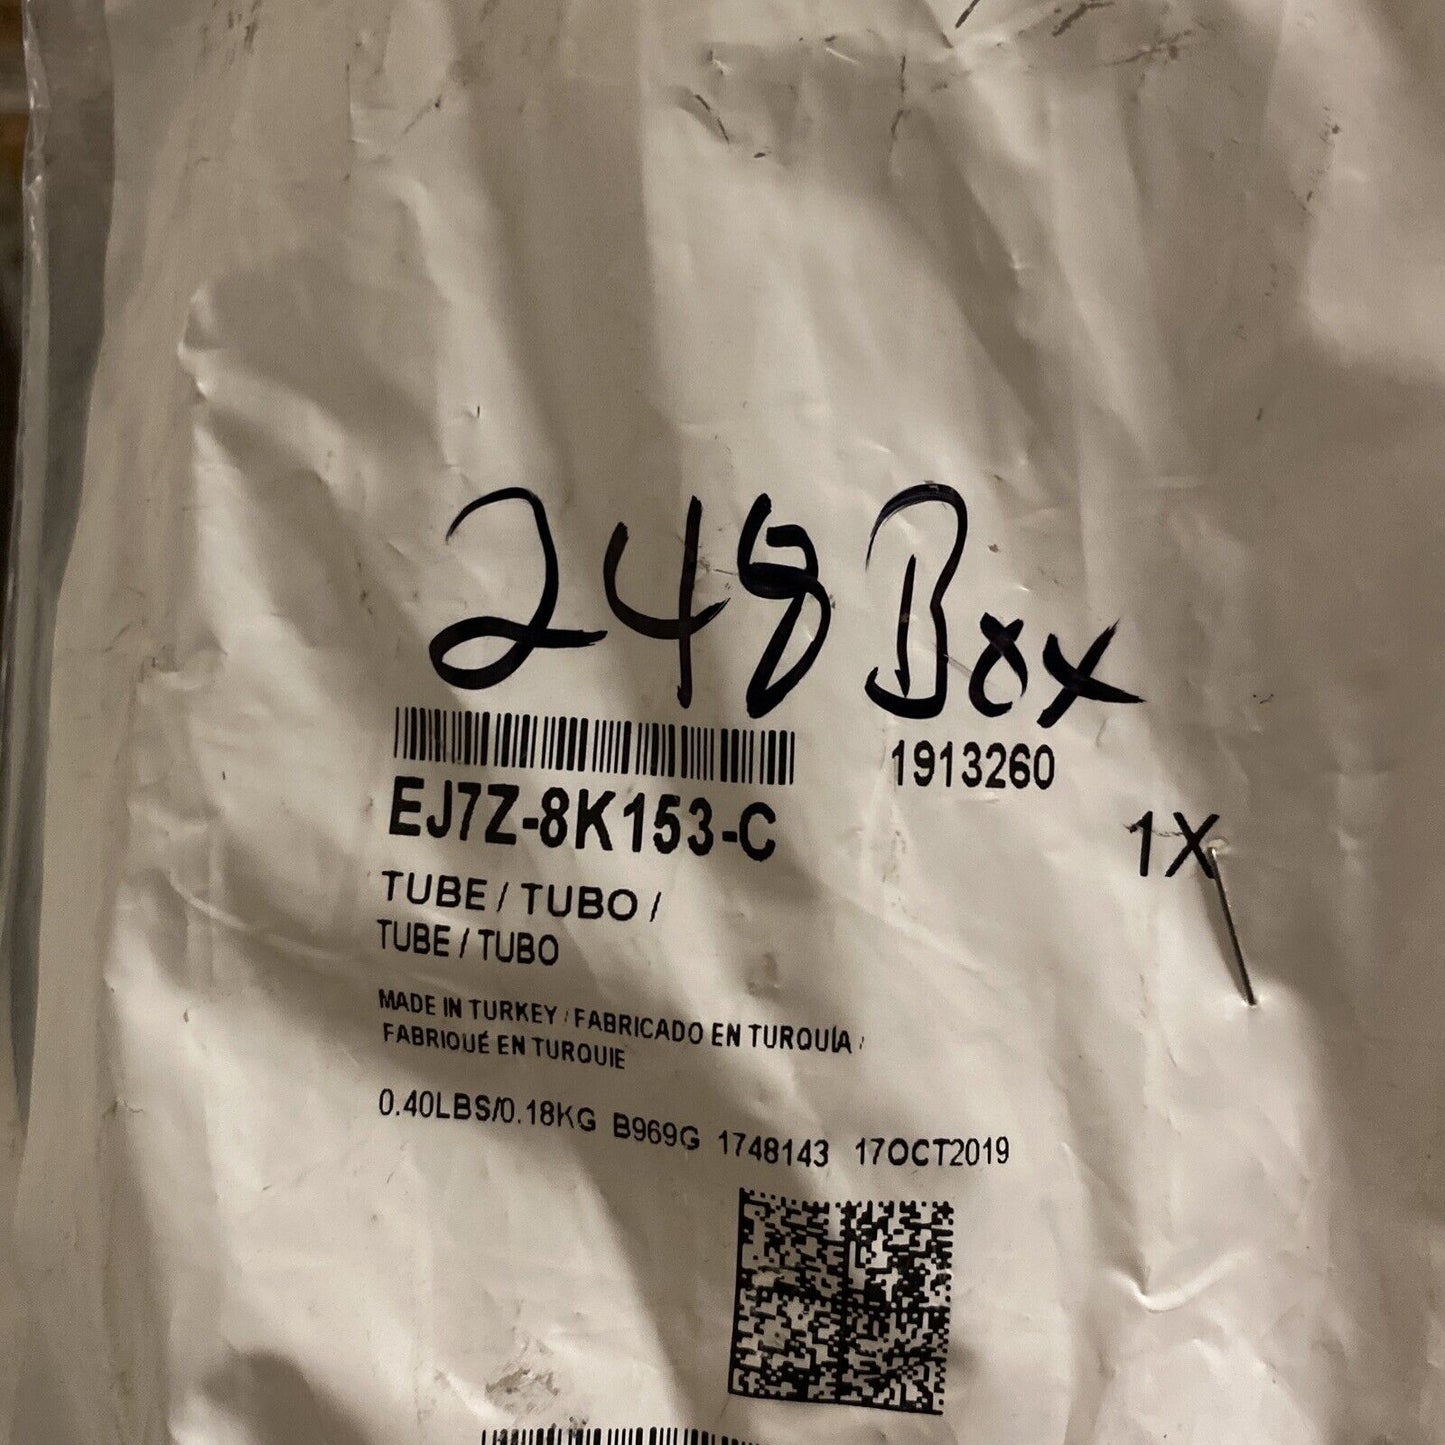 248 Box
1913260
EJ7Z-8K153-C
1X
TUBE / TUBO /
TUBE / TUBO
MADE IN TURKEY / FABRICADO EN TURQUÍA /
FABRIQUÉ EN TURQUIE
0.40LBS/0.18KG B969G 1748143 17OCT2019